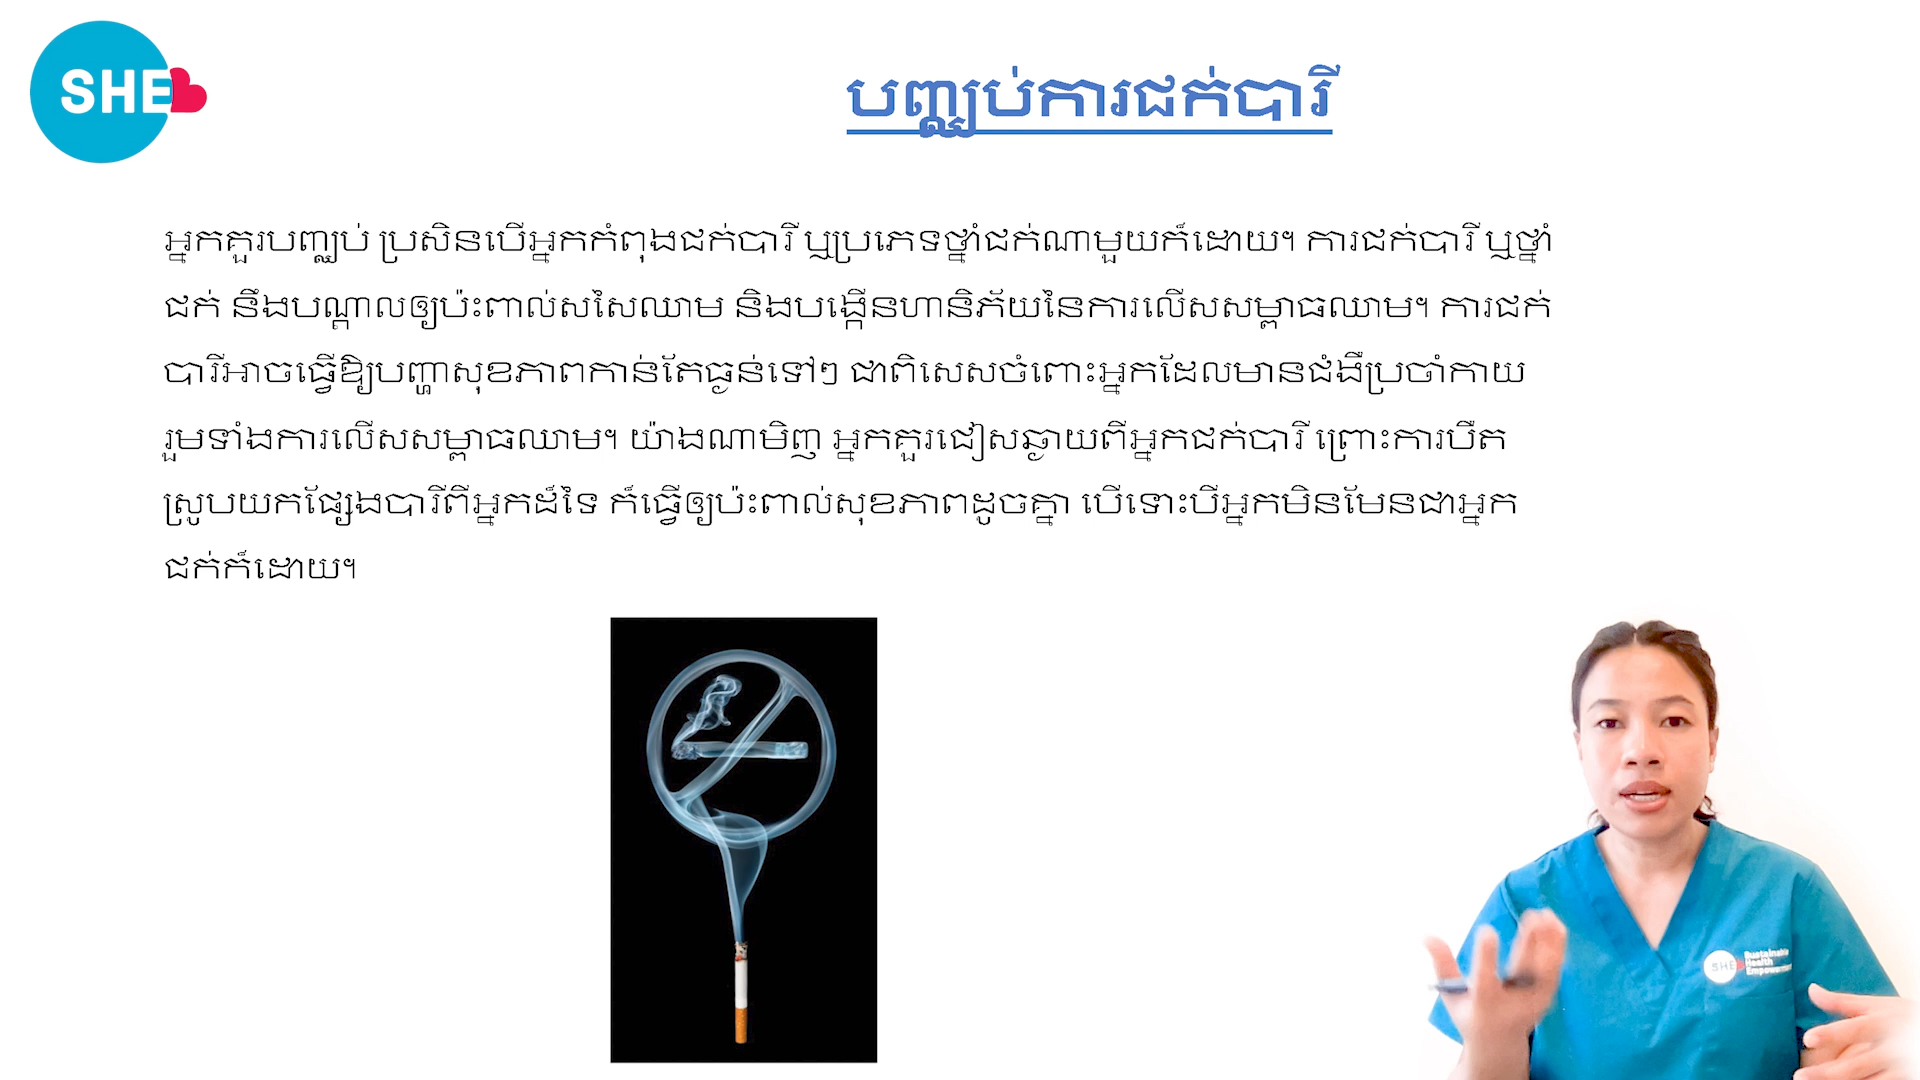 SHE
បញ្ឈប់ការជក់បារី
អ្នកគួរបញ្ឈប់ ប្រសិនបើអ្នកកំពុងជក់បារី ឬប្រភេទថ្នាំជក់ណាមួយក៏ដោយ។ ការជក់បារី ឬថ្នាំ
ជក់ នឹងបណ្តាលឲ្យប៉ះពាល់សសៃឈាម និងបង្កើនហានិភ័យនៃការលើសសម្ពាធឈាម។ ការជក់
បារីអាចធ្វើឱ្យបញ្ហាសុខភាពកាន់តែធ្ងន់ទៅៗ ជាពិសេសចំពោះអ្នកដែលមានជំងឺប្រចាំកាយ
រួមទាំងការលើសសម្ពាធឈាម។ យ៉ាងណាមិញ អ្នកគួរជៀសឆ្ងាយពីអ្នកជក់បារី ព្រោះការបឺត
ស្រូបយកផ្សែងបារីពីអ្នកដ៏ទៃ ក៏ធ្វើឲ្យប៉ះពាល់សុខភាពដូចគ្នា បើទោះបីអ្នកមិនមែនជាអ្នក
ជក់ក៏ដោយ។
SHE
Sustainable
Health
Empowerment